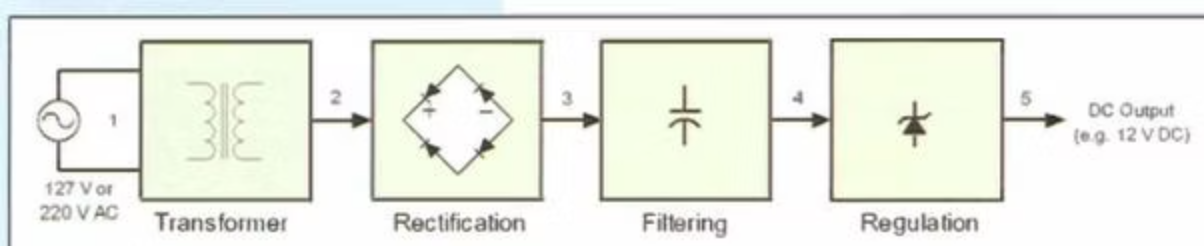 1
127 V or
220 V AC
Transformer
2
+
−
Rectification
3
Filtering
4
Regulation
5
DC Output
(e.g. 12 V DC)